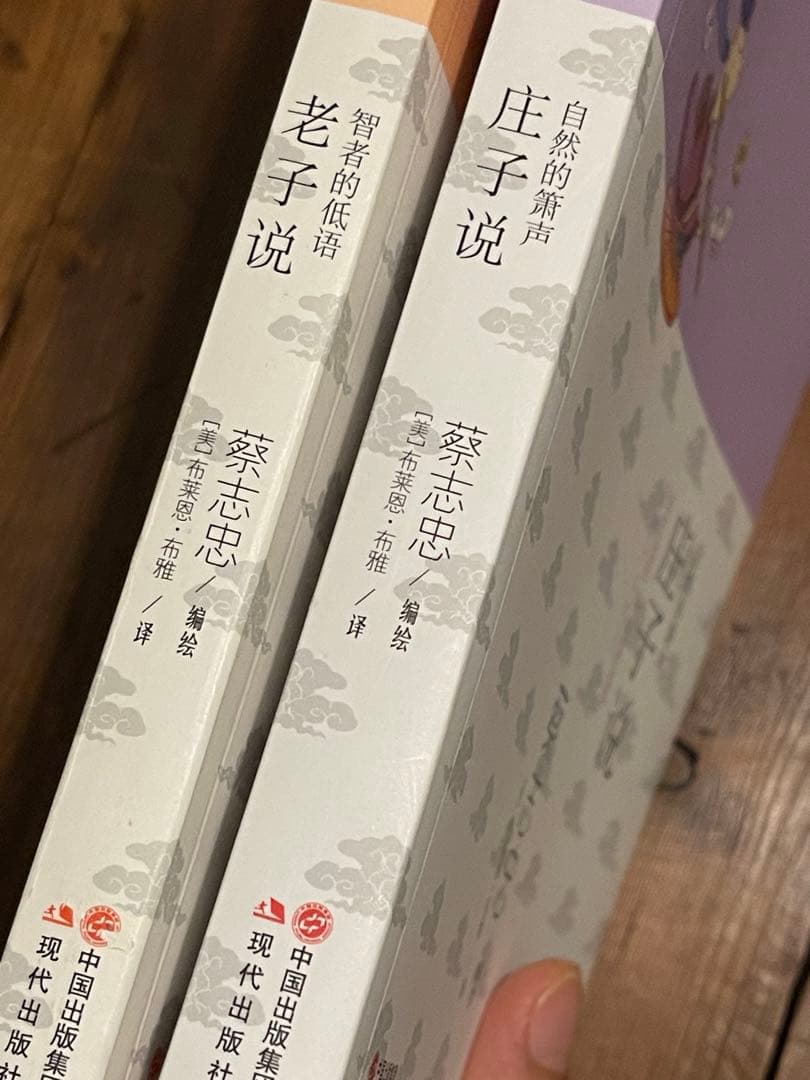 老子说
智者的低语
蔡志忠/编绘
[美]布莱恩·布雅/译
中国出版集团
现代出版社
庄子说
自然的箫声
蔡志忠/编绘
[美]布莱恩·布雅/译
中国出版集团
现代出版社